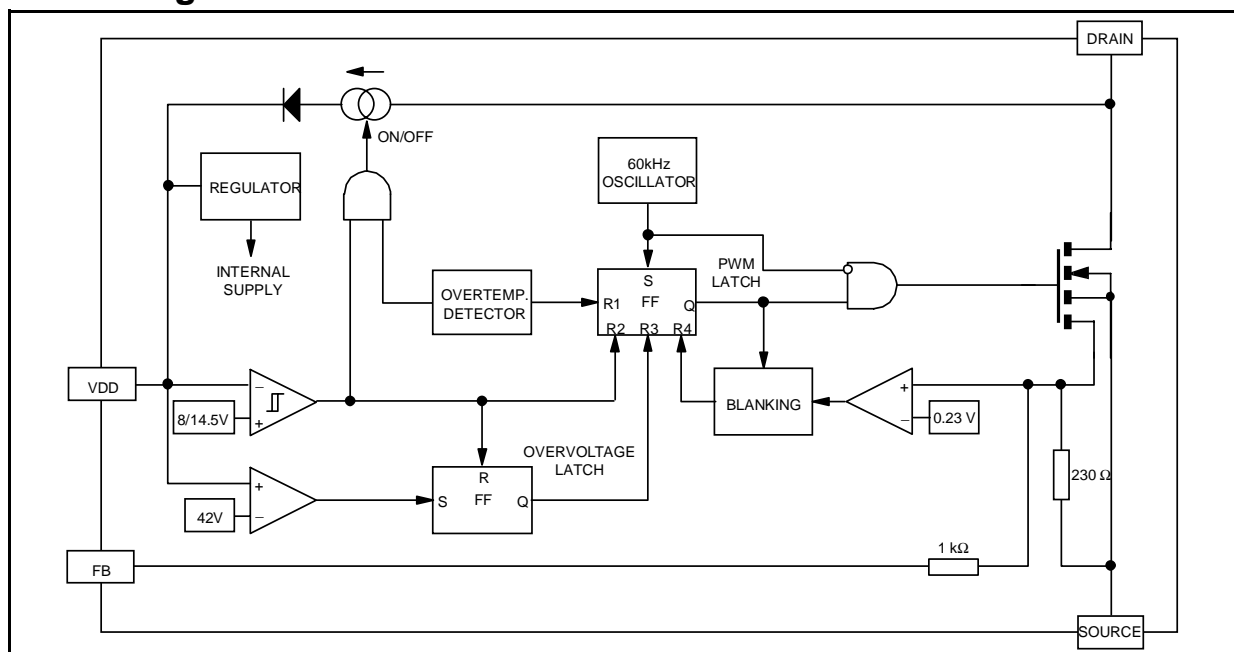 DRAIN
ON/OFF
60kHz
OSCILLATOR
REGULATOR
INTERNAL
SUPPLY
PWM
LATCH
S
FF
R1
Q
R2
R3
R4
OVERTEMP.
DETECTOR
VDD
8/14.5V
−
+
BLANKING
+
−
0.23 V
OVERVOLTAGE
LATCH
R
FF
S
Q
230 Ω
+
−
42V
1 kΩ
FB
SOURCE